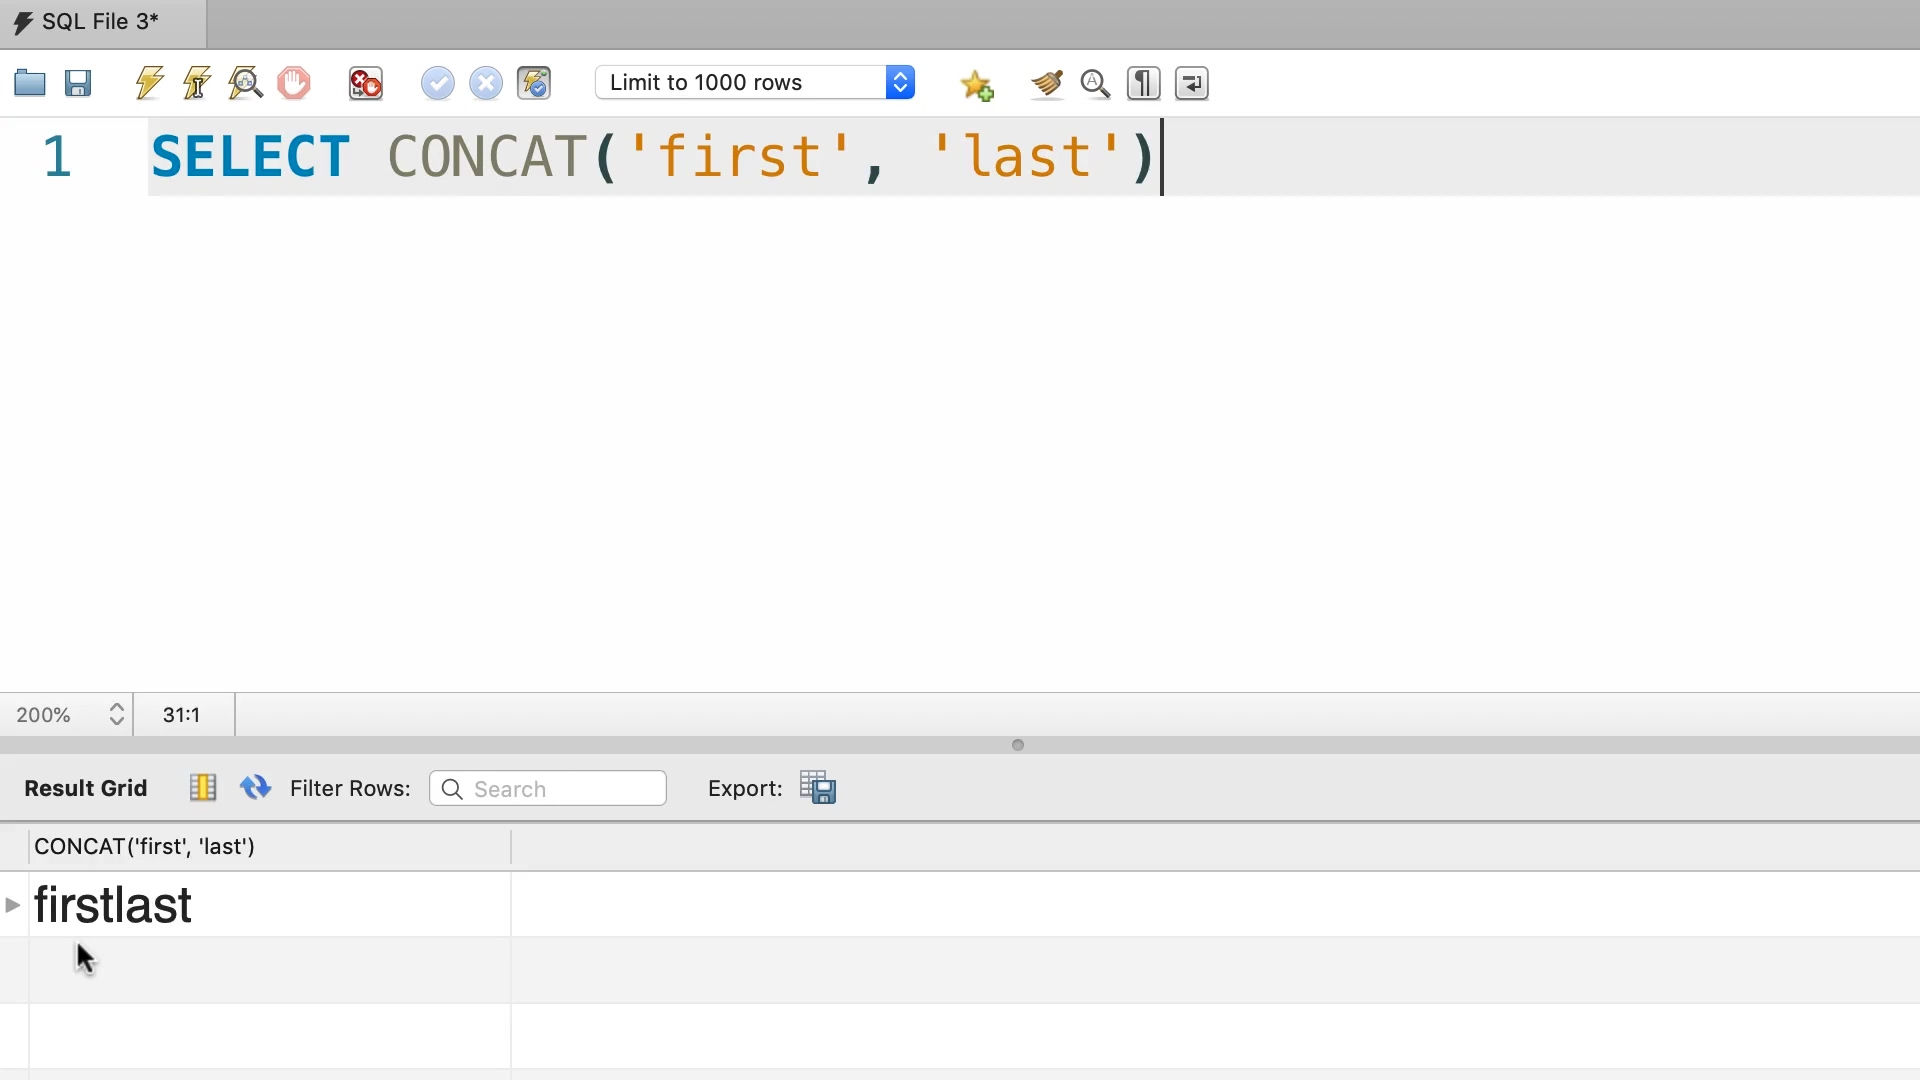 SQL File 3*
Limit to 1000 rows
1 SELECT CONCAT('first', 'last')
200% 31:1
Result Grid Filter Rows: Search Export:
CONCAT('first', 'last')
firstlast